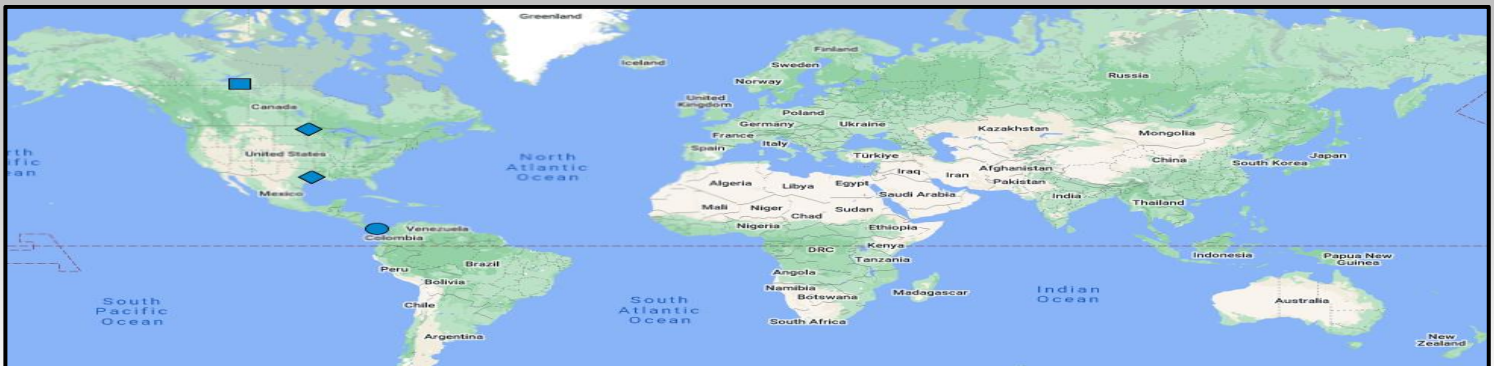 Greenland
Iceland
Finland
Sweden
Norway
Russia
Canada
United
Kingdom
Poland
Germany
Ukraine
France
Kazakhstan
Mongolia
Italy
Spain
Türkiye
United States
North
Atlantic
Ocean
China
South Korea
Japan
Afghanistan
Iraq
Iran
Pakistan
Algeria
Libya
Egypt
Saudi Arabia
India
Mexico
Mali
Niger
Chad
Sudan
Thailand
Nigeria
Ethiopia
Venezuela
Colombia
DRC
Kenya
Tanzania
Indonesia
Papua New
Guinea
Peru
Brazil
Bolivia
Angola
Namibia
Botswana
Madagascar
Indian
Ocean
South
Pacific
Ocean
Chile
South
Atlantic
Ocean
Australia
South Africa
Argentina
New
Zealand
rth
ific
ean